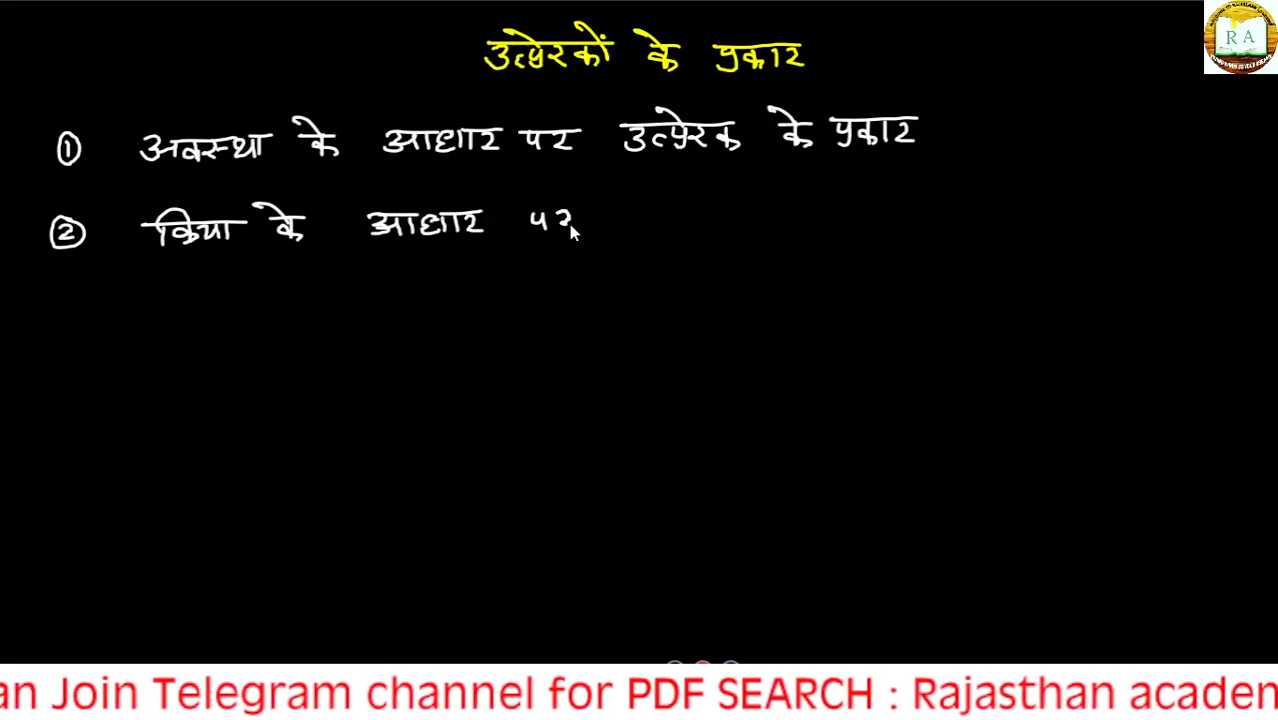 उत्प्रेरकों के प्रकार
R A
① अवस्था के आधार पर उत्प्रेरक के प्रकार
② क्रिया के आधार पर
an Join Telegram channel for PDF SEARCH : Rajasthan academ